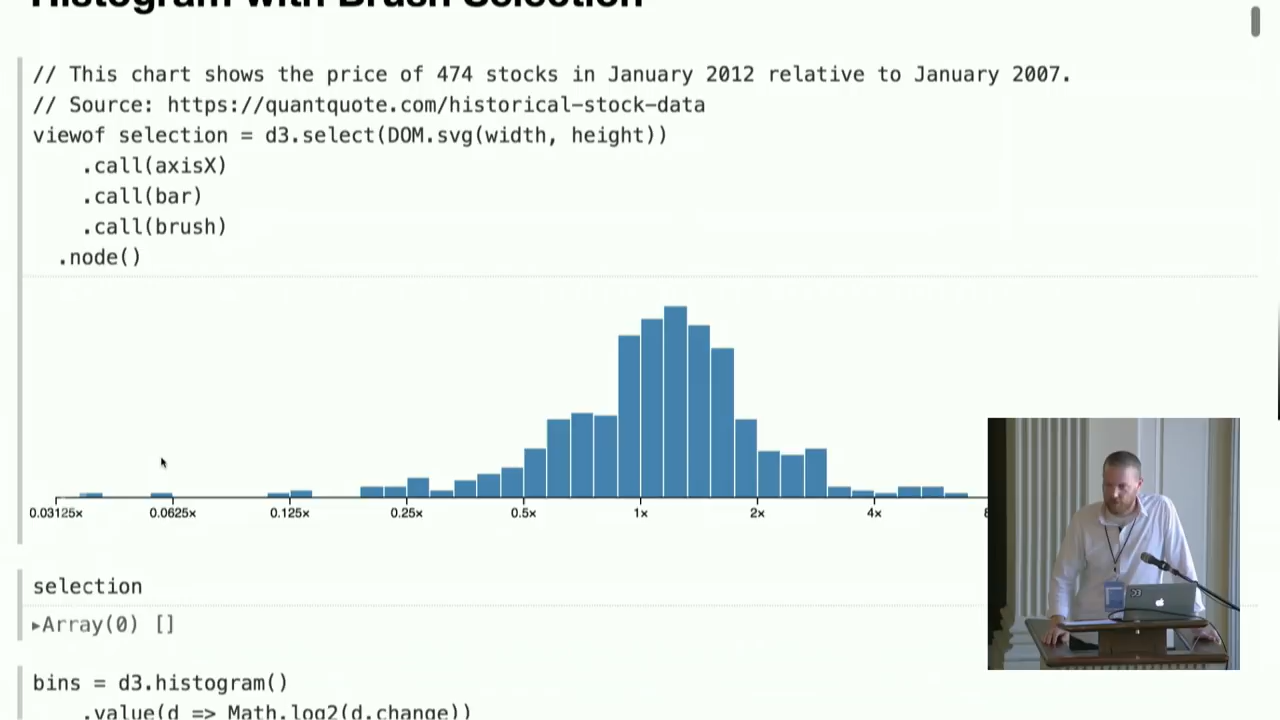 Histogram with Brush Selection
// This chart shows the price of 474 stocks in January 2012 relative to January 2007.
// Source: https://quantquote.com/historical-stock-data
viewof selection = d3.select(DOM.svg(width, height))
.call(axisX)
.call(bar)
.call(brush)
.node()
0.03125x 0.0625x 0.125x 0.25x 0.5x 1x 2x 4x
selection
▸Array(0) []
bins = d3.histogram()
.value(d => Math.log2(d.change))